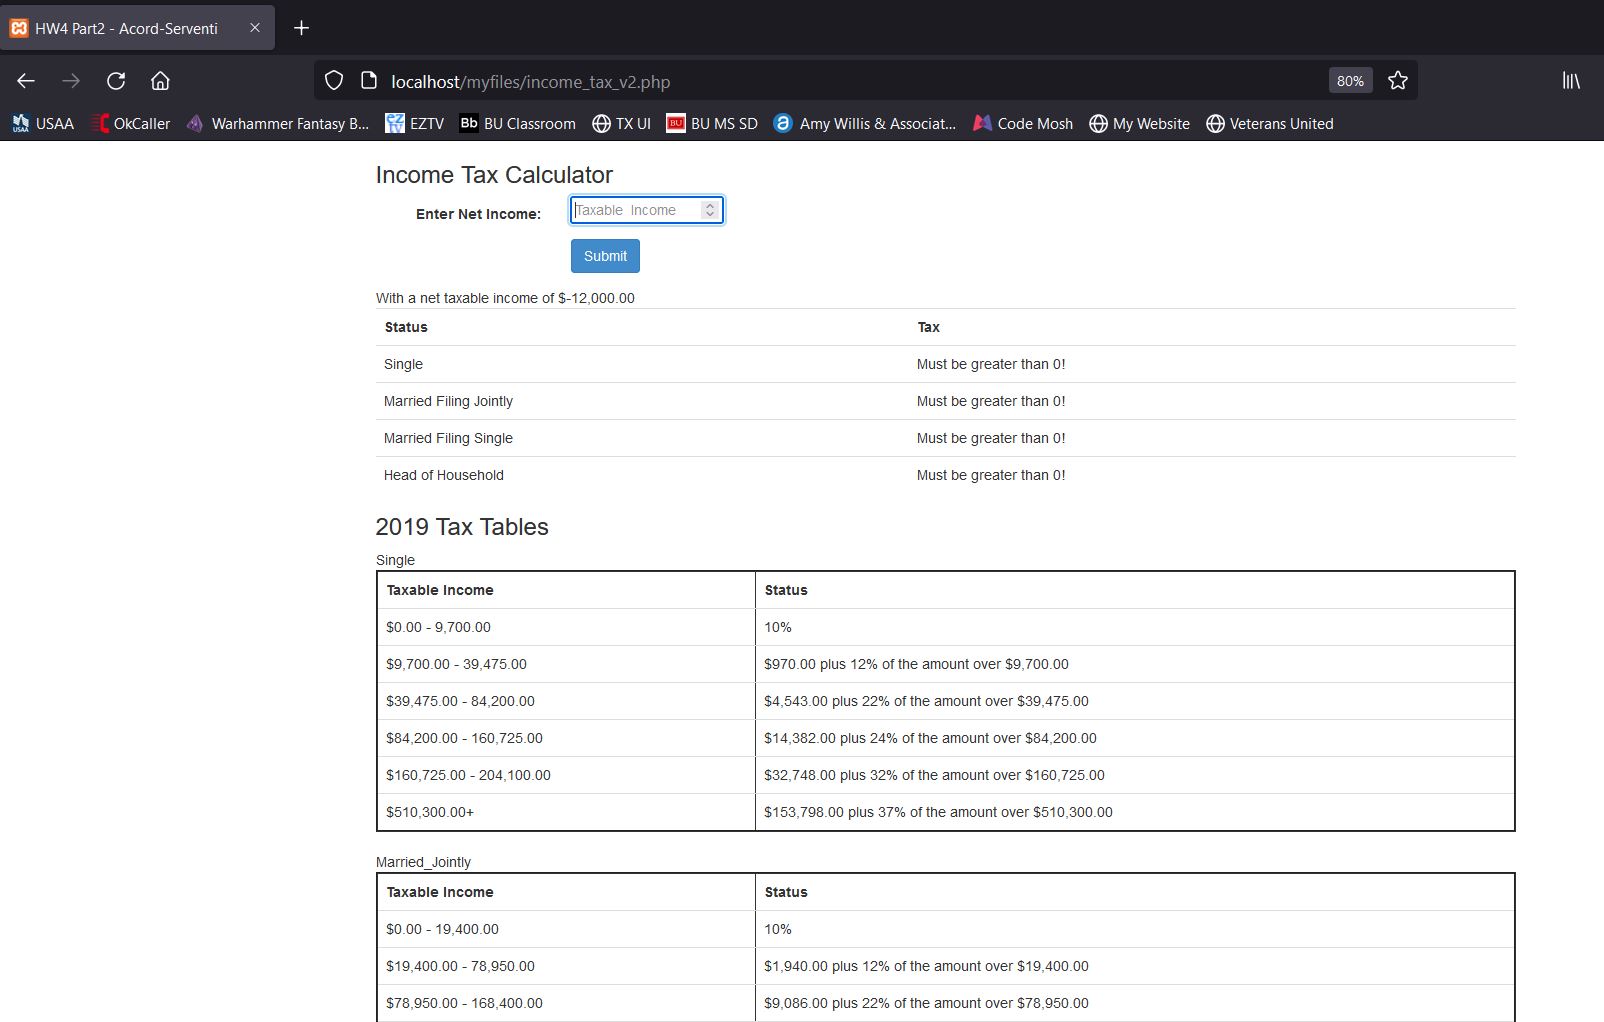 HW4 Part2 - Acord-Serventi
localhost/myfiles/income_tax_v2.php 80%
USAA USAA OkCaller Warhammer Fantasy B... EZTV EZTV Bb BU Classroom TX UI BU BU MS SD Amy Willis & Associat... Code Mosh My Website Veterans United
Income Tax Calculator
Enter Net Income: Taxable Income
Submit
With a net taxable income of $-12,000.00
Status Tax
Single Must be greater than 0!
Married Filing Jointly Must be greater than 0!
Married Filing Single Must be greater than 0!
Head of Household Must be greater than 0!
2019 Tax Tables
Single
Taxable Income Status
$0.00 - 9,700.00 10%
$9,700.00 - 39,475.00 $970.00 plus 12% of the amount over $9,700.00
$39,475.00 - 84,200.00 $4,543.00 plus 22% of the amount over $39,475.00
$84,200.00 - 160,725.00 $14,382.00 plus 24% of the amount over $84,200.00
$160,725.00 - 204,100.00 $32,748.00 plus 32% of the amount over $160,725.00
$510,300.00+ $153,798.00 plus 37% of the amount over $510,300.00
Married_Jointly
Taxable Income Status
$0.00 - 19,400.00 10%
$19,400.00 - 78,950.00 $1,940.00 plus 12% of the amount over $19,400.00
$78,950.00 - 168,400.00 $9,086.00 plus 22% of the amount over $78,950.00